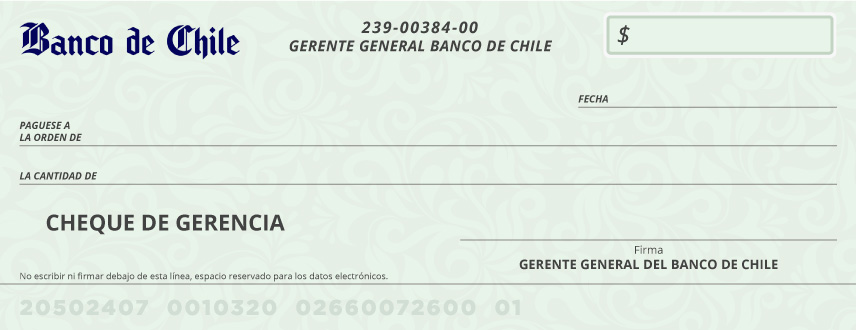 Banco de Chile
239-00384-00
GERENTE GENERAL BANCO DE CHILE
$
FECHA
PAGUESE A
LA ORDEN DE
LA CANTIDAD DE
CHEQUE DE GERENCIA
Firma
GERENTE GENERAL DEL BANCO DE CHILE
No escribir ni firmar debajo de esta línea, espacio reservado para los datos electrónicos.
20502407 0010320 02660072600 01